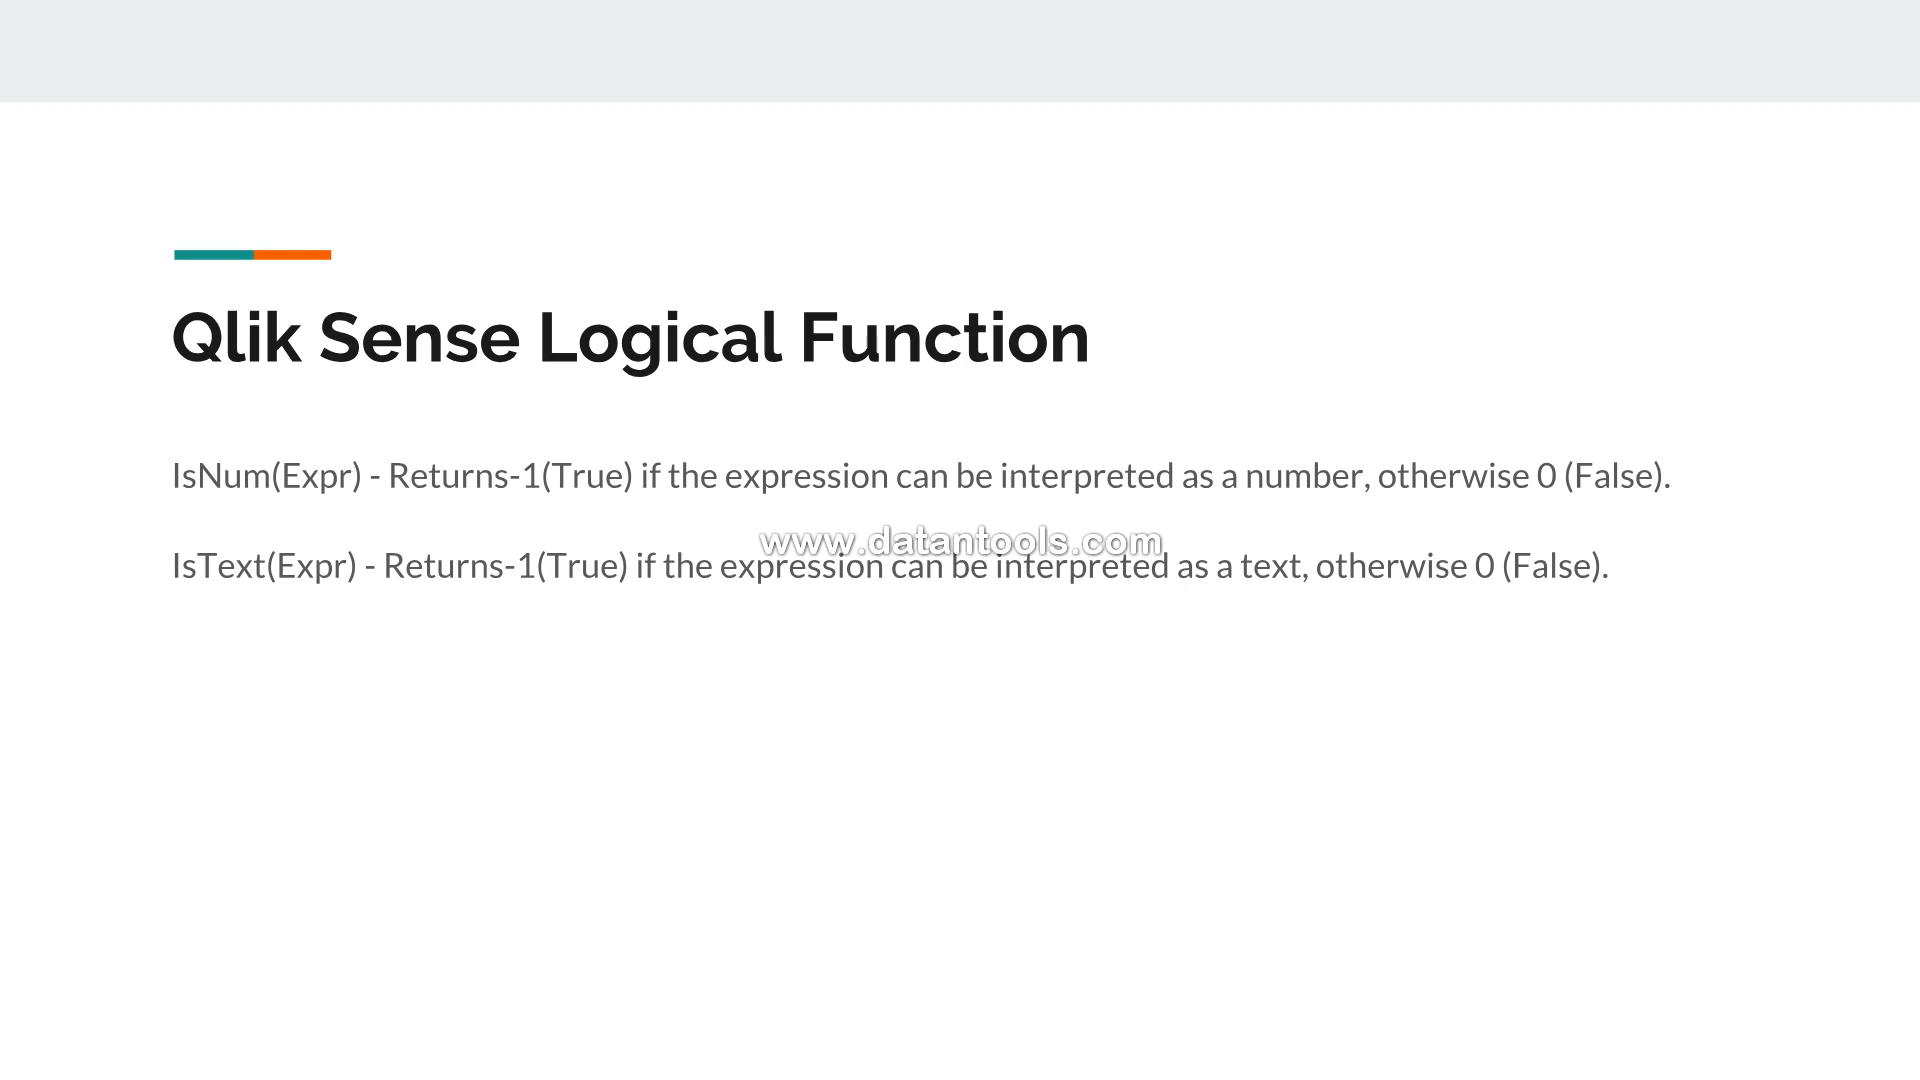 Qlik Sense Logical Function
IsNum(Expr) - Returns-1(True) if the expression can be interpreted as a number, otherwise 0 (False).
www.datantools.com
IsText(Expr) - Returns-1(True) if the expression can be interpreted as a text, otherwise 0 (False).